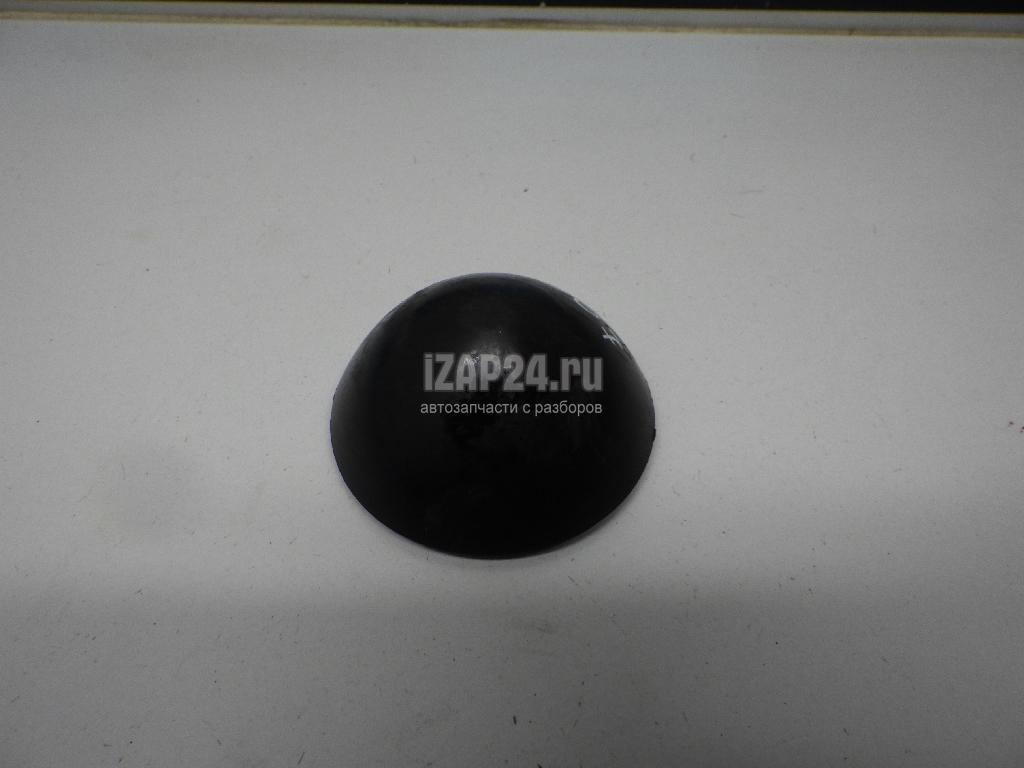 iZAP24.ru
автозапчасти с разборов